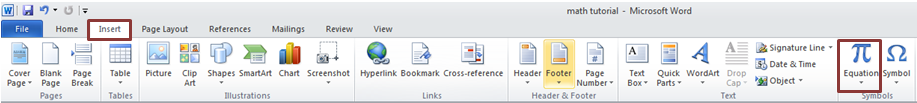 W math tutorial - Microsoft Word
File Home Insert Page Layout References Mailings Review View
Cover Page Blank Page Page Break Table Picture Clip Art Shapes SmartArt Chart Screenshot Hyperlink Bookmark Cross-reference Header Footer Page Number Text Box Quick Parts WordArt Drop Cap Signature Line Date & Time Object Equation Symbol
Pages Tables Illustrations Links Header & Footer Text Symbols